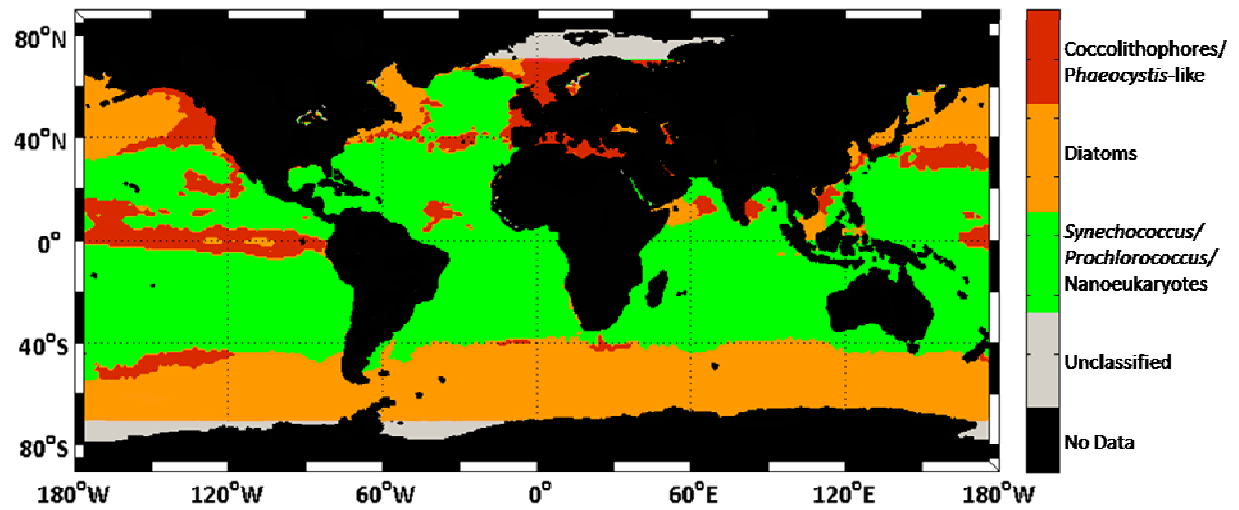 80°N
40°N
0°
40°S
80°S
180°W
120°W
60°W
0°
60°E
120°E
180°W
Coccolithophores/
Phaeocystis-like
Diatoms
Synechococcus/
Prochlorococcus/
Nanoeukaryotes
Unclassified
No Data